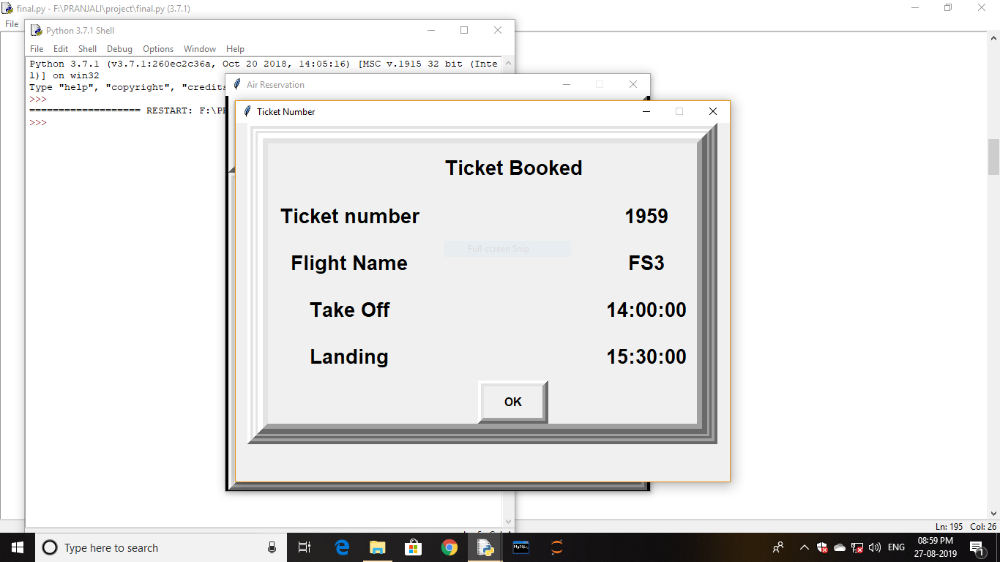 final.py - F:\PRANJALI\project\final.py (3.7.1)
File
Python 3.7.1 Shell
File Edit Shell Debug Options Window Help
Python 3.7.1 (v3.7.1:260ec2c36a, Oct 20 2018, 14:05:16) [MSC v.1915 32 bit (Inte
l)] on win32
Type "help", "copyright", "credits
>>>
=================== RESTART: F:\PR
>>>
Air Reservation
Ticket Number
Ticket Booked
Ticket number 1959
Full-screen Snip
Flight Name FS3
Take Off 14:00:00
Landing 15:30:00
OK
Ln: 195 Col: 26
Type here to search
MySQL
ENG
08:59 PM
27-08-2019
1